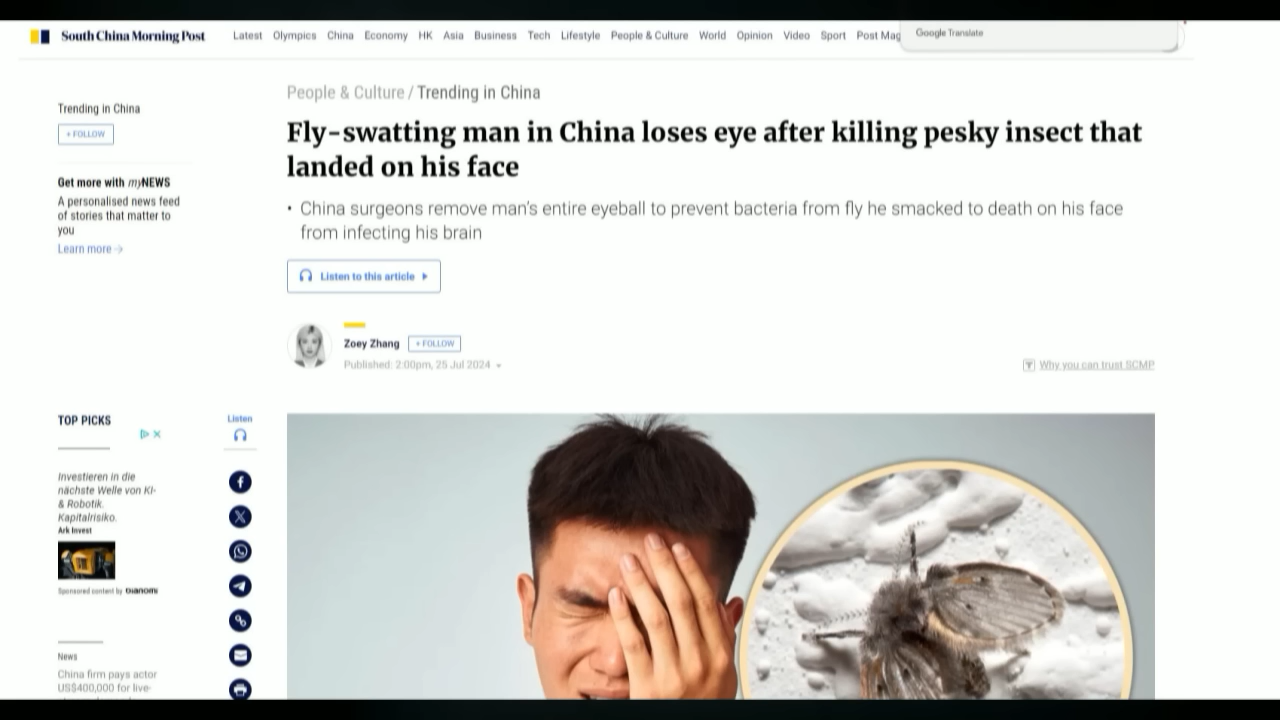 South China Morning Post
Latest Olympics China Economy HK Asia Business Tech Lifestyle People & Culture World Opinion Video Sport Post Mag
Google Translate
People & Culture / Trending in China
Fly-swatting man in China loses eye after killing pesky insect that
landed on his face
• China surgeons remove man's entire eyeball to prevent bacteria from fly he smacked to death on his face
from infecting his brain
Listen to this article
Zoey Zhang
+ FOLLOW
Published: 2:00pm, 25 Jul 2024
Why you can trust SCMP
Trending in China
+ FOLLOW
Get more with myNEWS
A personalised news feed
of stories that matter to
you
Learn more
TOP PICKS
Investieren in die
nächste Welle von KI-
& Robotik.
Kapitalrisiko.
Ark Invest
Sponsored content by DIANOMI
News
China firm pays actor
US$400,000 for live-
Listen